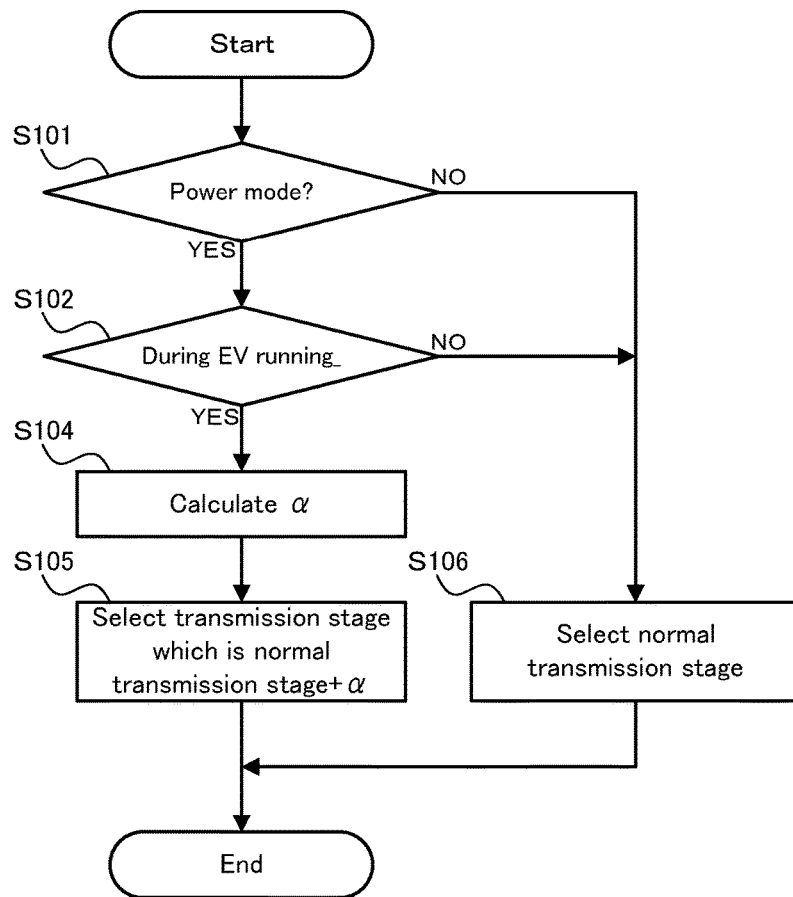 Start
S101
Power mode?
NO
YES
S102
During EV running_
NO
YES
S104
Calculate α
S105
Select transmission stage
which is normal
transmission stage+α
S106
Select normal
transmission stage
End